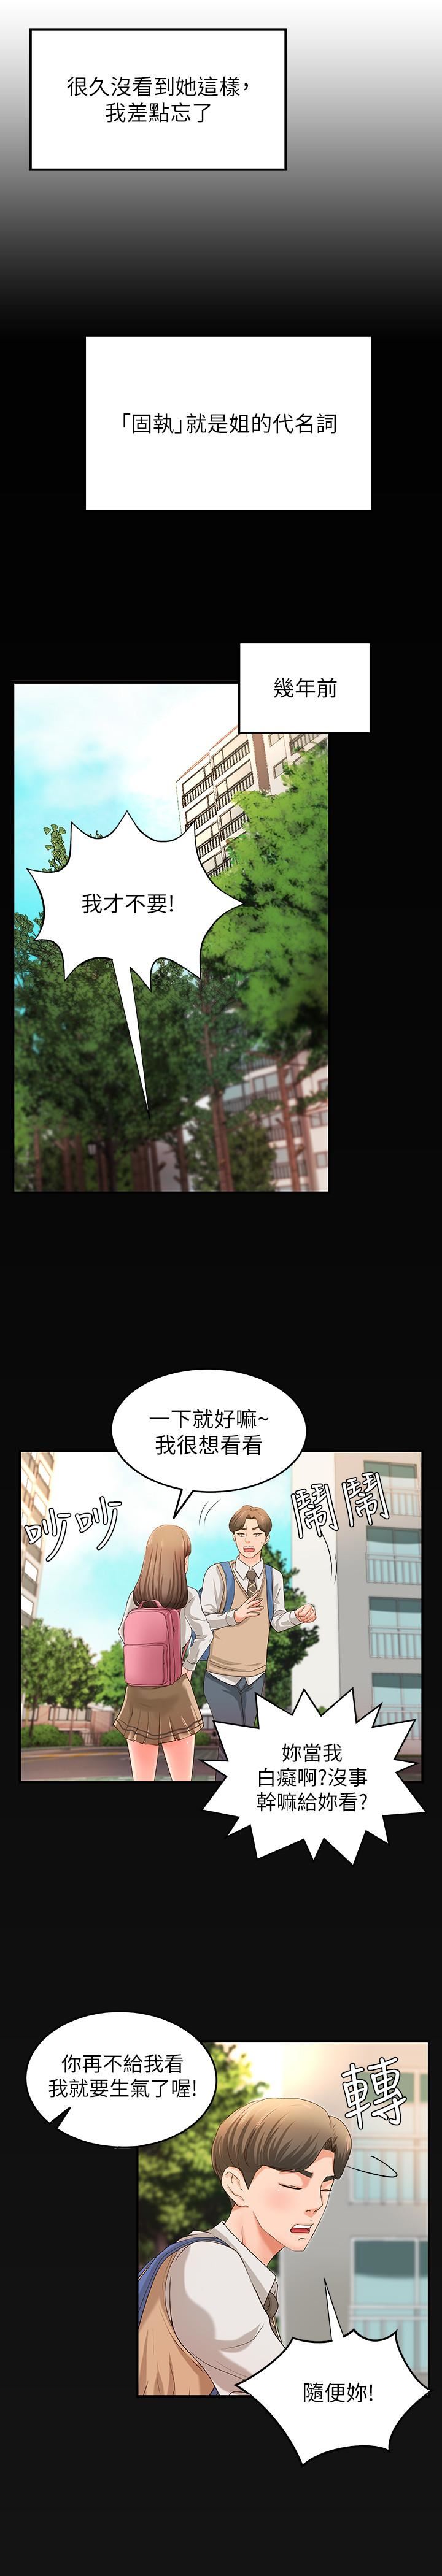 很久沒看到她這樣，
我差點忘了
「固執」就是姐的代名詞
幾年前
我才不要!
一下就好嘛~
我很想看看
吵吵
鬧鬧
妳當我
白癡啊?沒事
幹嘛給妳看?
你再不給我看
我就要生氣了喔!
轉
隨便妳!